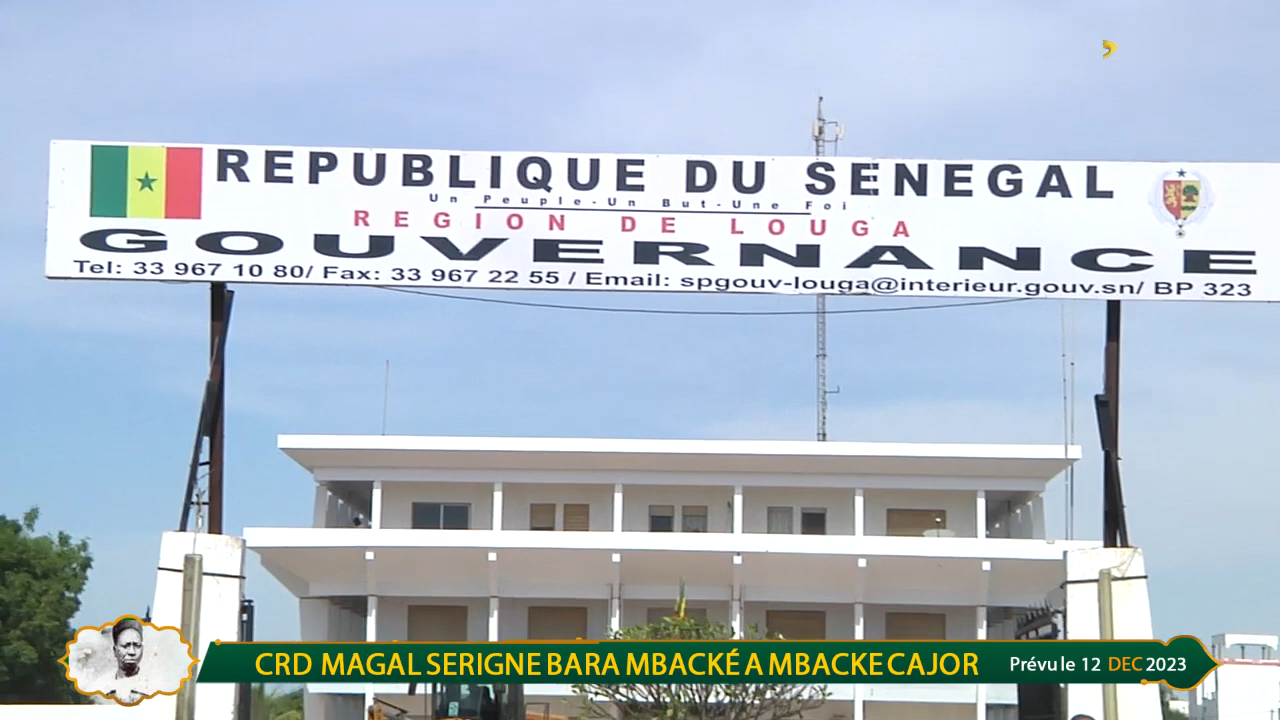 REPUBLIQUE DU SENEGAL
Un Peuple-Un But-Une Foi
REGION DE LOUGA
GOUVERNANCE
Tel: 33 967 10 80/ Fax: 33 967 22 55 / Email: spgouv-louga@interieur.gouv.sn/ BP 323
CRD MAGAL SERIGNE BARA MBACKÉ A MBACKE CAJOR
Prévu le 12 DEC 2023